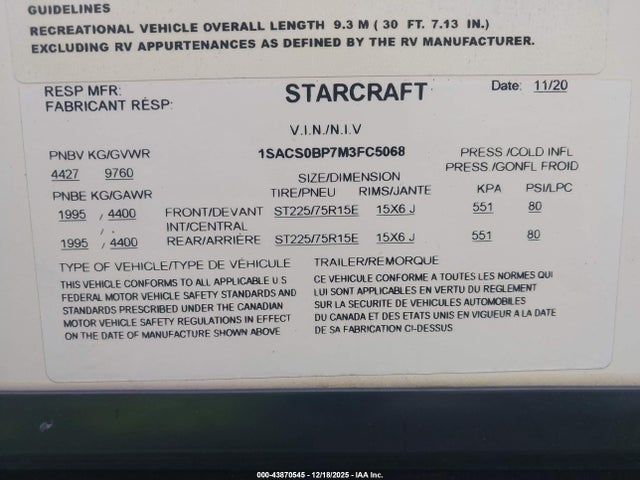 GUIDELINES
RECREATIONAL VEHICLE OVERALL LENGTH 9.3 M ( 30 FT. 7.13 IN.)
EXCLUDING RV APPURTENANCES AS DEFINED BY THE RV MANUFACTURER.
RESP MFR: STARCRAFT Date: 11/20
FABRICANT RÉSP:
V.I.N./N.I.V
PNBV KG/GVWR 1SACS0BP7M3FC5068 PRESS/COLD INFL
4427 9760 SIZE/DIMENSION PRESS/GONFL FROID
PNBE KG/GAWR TIRE/PNEU RIMS/JANTE KPA PSI/LPC
1995 / 4400 FRONT/DEVANT ST225/75R15E 15X6 J 551 80
/ . INT/CENTRAL
1995 / 4400 REAR/ARRIÈRE ST225/75R15E 15X6 J 551 80
TYPE OF VEHICLE/TYPE DE VÉHICULE TRAILER/REMORQUE
THIS VEHICLE CONFORMS TO ALL APPLICABLE U S
FEDERAL MOTOR VEHICLE SAFETY STANDARDS AND
STANDARDS PRESCRIBED UNDER THE CANADIAN
MOTOR VEHICLE SAFETY REGULATIONS IN EFFECT
ON THE DATE OF MANUFACTURE SHOWN ABOVE
CE VEHICULE CONFORME A TOUTES LES NORMES QUI
LUI SONT APPLICABLES EN VERTU DU REGLEMENT
SUR LA SECURITE DE VEHICULES AUTOMOBILES
DU CANADA ET DES ETATS UNIS EN VIGUEUR A LA DATE
DE SA FABRICATION CI-DESSUS
000-43870545 - 12/18/2025 - IAA Inc.